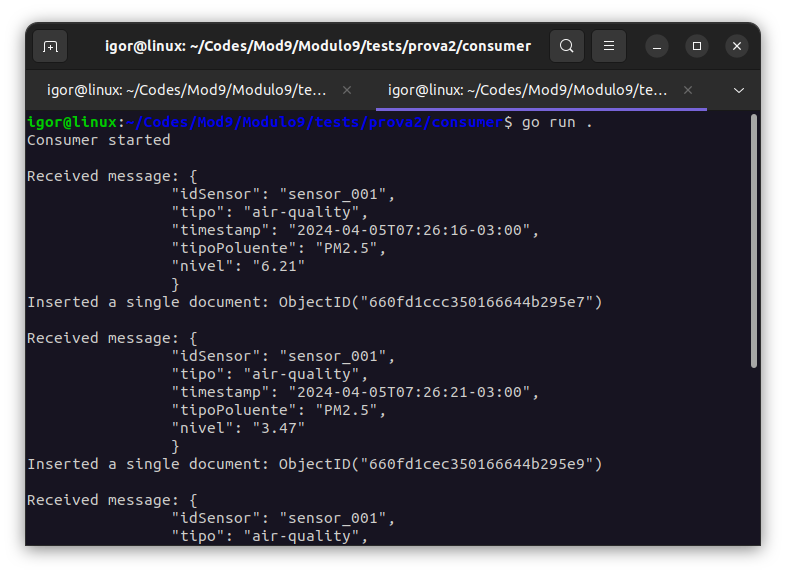 igor@linux: ~/Codes/Mod9/Modulo9/tests/prova2/consumer
igor@linux: ~/Codes/Mod9/Modulo9/te...
igor@linux: ~/Codes/Mod9/Modulo9/te...
igor@linux:~/Codes/Mod9/Modulo9/tests/prova2/consumer$ go run .
Consumer started
Received message: {
"idSensor": "sensor_001",
"tipo": "air-quality",
"timestamp": "2024-04-05T07:26:16-03:00",
"tipoPoluente": "PM2.5",
"nivel": "6.21"
}
Inserted a single document: ObjectID("660fd1ccc350166644b295e7")
Received message: {
"idSensor": "sensor_001",
"tipo": "air-quality",
"timestamp": "2024-04-05T07:26:21-03:00",
"tipoPoluente": "PM2.5",
"nivel": "3.47"
}
Inserted a single document: ObjectID("660fd1cec350166644b295e9")
Received message: {
"idSensor": "sensor_001",
"tipo": "air-quality",